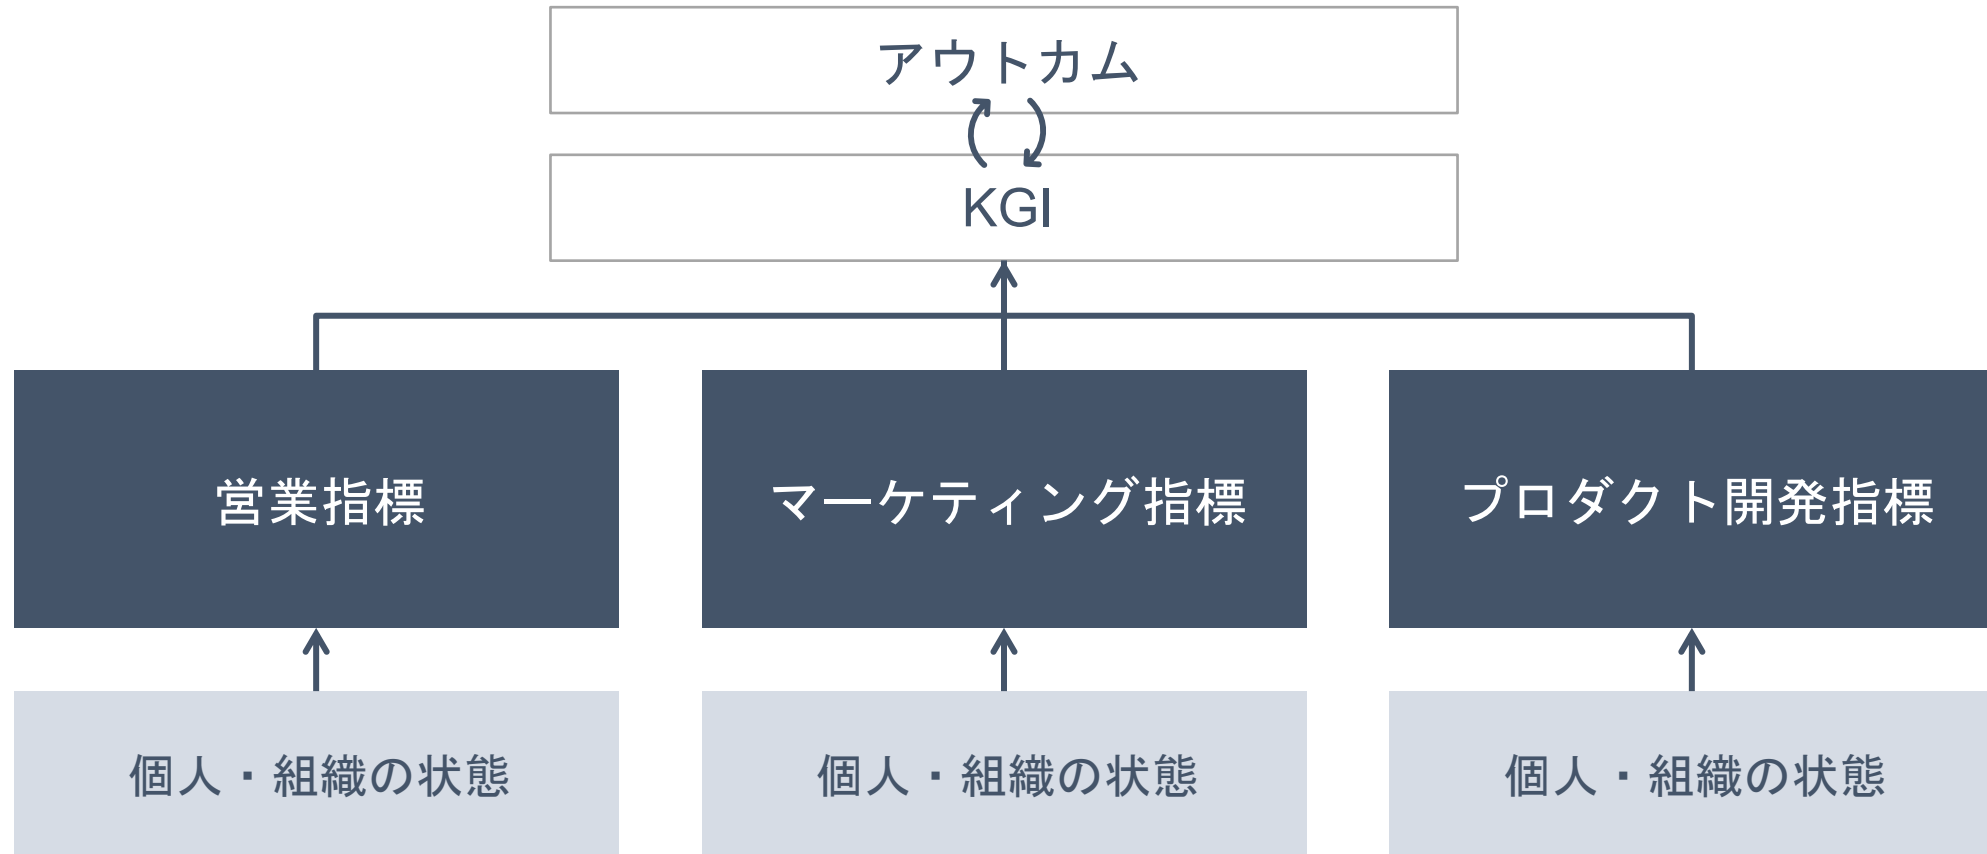 アウトカム
KGI
営業指標
マーケティング指標
プロダクト開発指標
個人・組織の状態
個人・組織の状態
個人・組織の状態